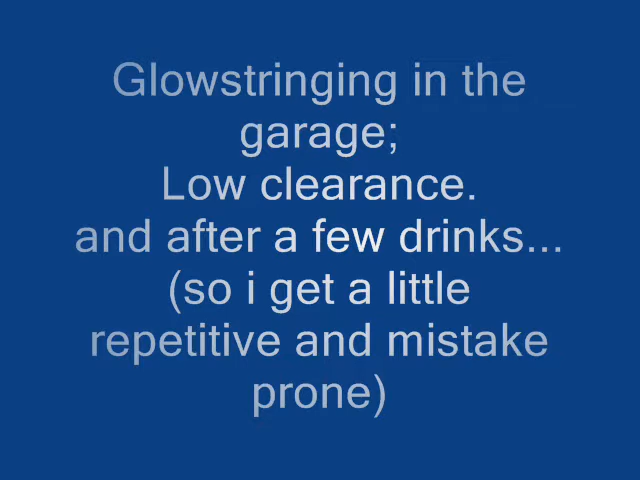 Glowstringing in the
garage;
Low clearance.
and after a few drinks...
(so i get a little
repetitive and mistake
prone)